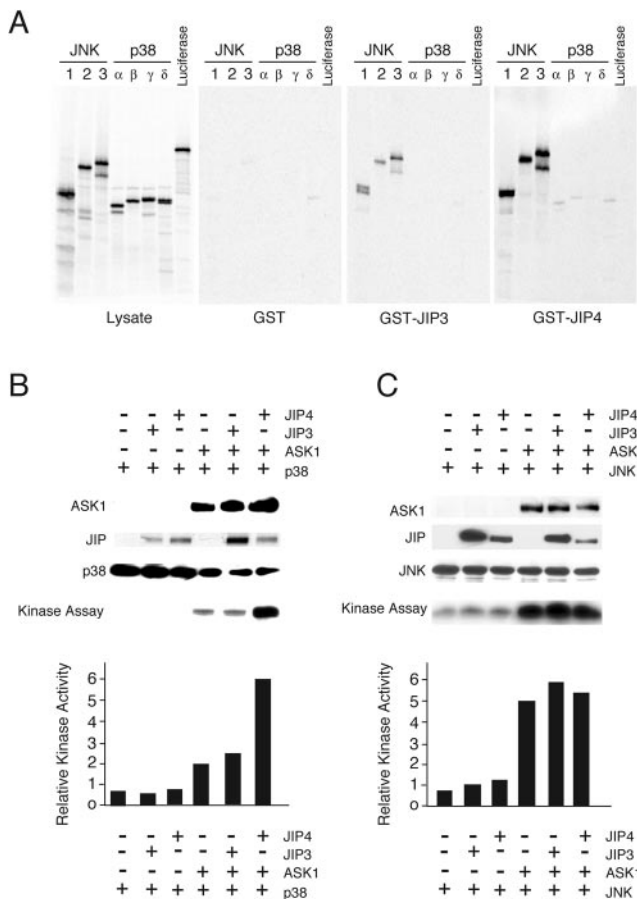 A
JNK p38 Luciferase JNK p38 Luciferase JNK p38 Luciferase JNK p38 Luciferase
1 2 3 α β γ δ 1 2 3 α β γ δ 1 2 3 α β γ δ 1 2 3 α β γ δ
Lysate GST GST-JIP3 GST-JIP4
B
- - + - - + JIP4
- + - - + - JIP3
- - - + + + ASK1
+ + + + + + p38
ASK1
JIP
p38
Kinase Assay
Relative Kinase Activity
6
5
4
3
2
1
0
- - + - - + JIP4
- + - - + - JIP3
- - - + + + ASK1
+ + + + + + p38
C
- - + - - + JIP4
- + - - + - JIP3
- - - + + + ASK
+ + + + + + JNK
ASK1
JIP
JNK
Kinase Assay
Relative Kinase Activity
6
5
4
3
2
1
0
- - + - - + JIP4
- + - - + - JIP3
- - - + + + ASK1
+ + + + + + JNK